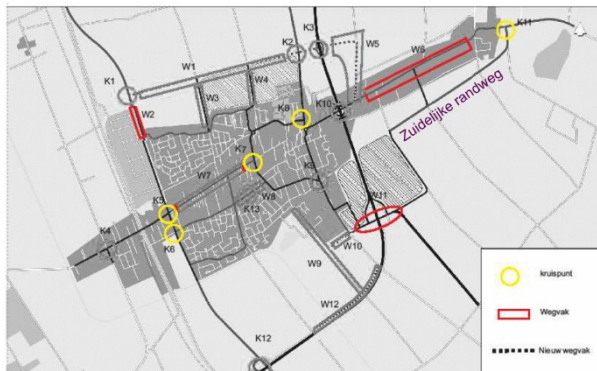 K11
K3
K2
W5
W6
W1
W4
K1
W3
K10
W2
K8
Zuidelijke randweg
K7
W7
K9
W8
K5
K13
W11
K4
K6
W10
W9
W12
K12
kruispunt
Wegvak
Nieuw wegvak